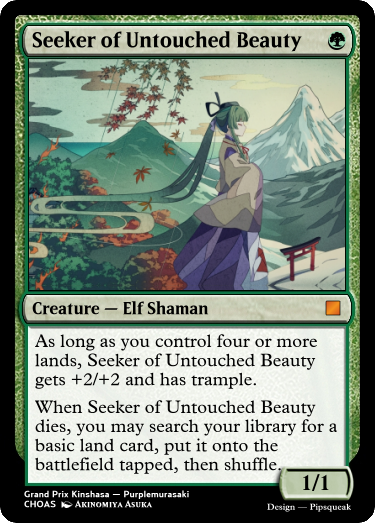 Seeker of Untouched Beauty
Creature — Elf Shaman
As long as you control four or more
lands, Seeker of Untouched Beauty
gets +2/+2 and has trample.
When Seeker of Untouched Beauty
dies, you may search your library for a
basic land card, put it onto the
battlefield tapped, then shuffle.
1/1
Grand Prix Kinshasa — Purplemurasaki
CHOAS Akinomiya Asuka
Design — Pipsqueak